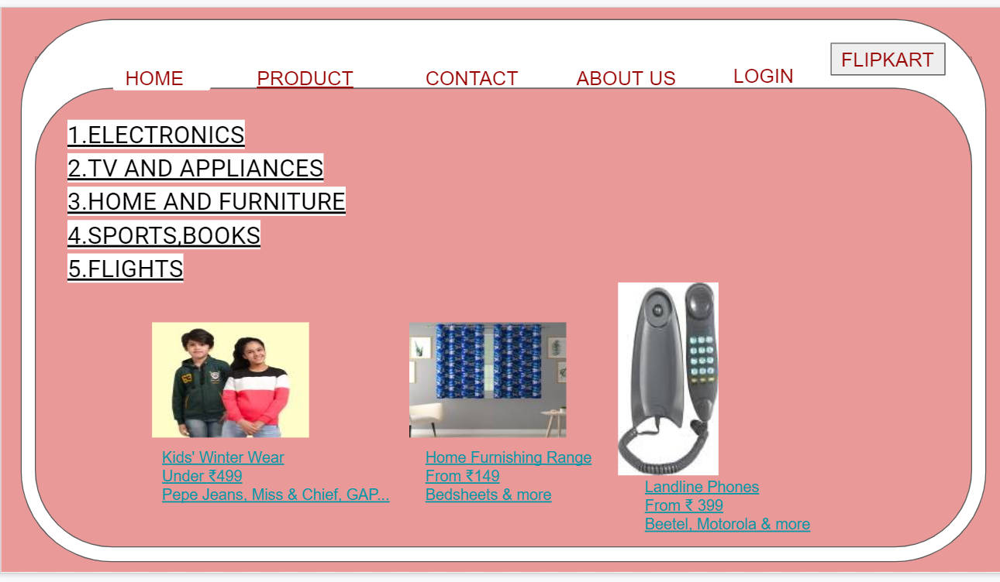 HOME PRODUCT CONTACT ABOUT US LOGIN FLIPKART
1.ELECTRONICS
2.TV AND APPLIANCES
3.HOME AND FURNITURE
4.SPORTS,BOOKS
5.FLIGHTS
Kids' Winter Wear
Under ₹499
Pepe Jeans, Miss & Chief, GAP...
Home Furnishing Range
From ₹149
Bedsheets & more
Landline Phones
From ₹ 399
Beetel, Motorola & more